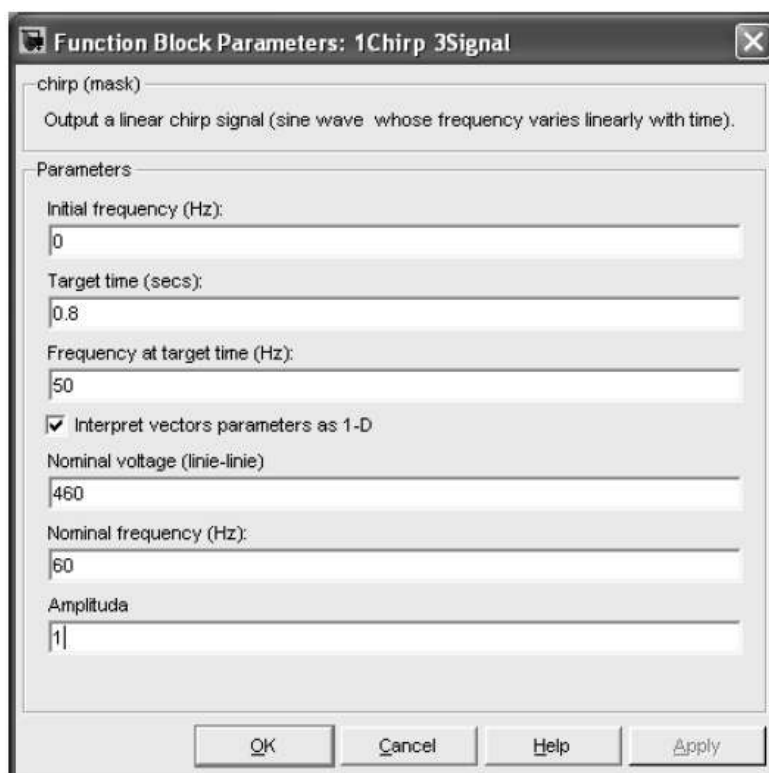 Function Block Parameters: 1Chirp 3Signal
chirp (mask)
Output a linear chirp signal (sine wave whose frequency varies linearly with time).
Parameters
Initial frequency (Hz):
0
Target time (secs):
0.8
Frequency at target time (Hz):
50
Interpret vectors parameters as 1-D
Nominal voltage (linie-linie)
460
Nominal frequency (Hz):
60
Amplituda
1
OK Cancel Help Apply